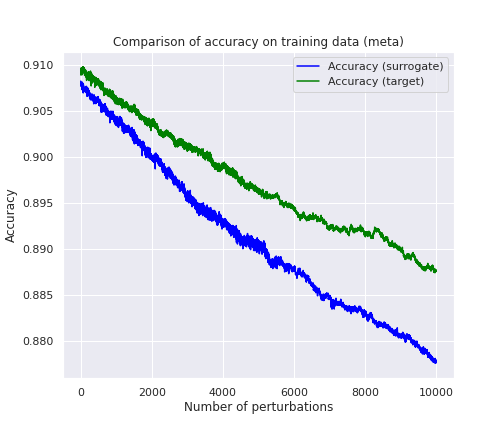 Comparison of accuracy on training data (meta)
Accuracy (surrogate)
Accuracy (target)
0.910
0.905
0.900
0.895
0.890
0.885
0.880
Accuracy
0 2000 4000 6000 8000 10000
Number of perturbations